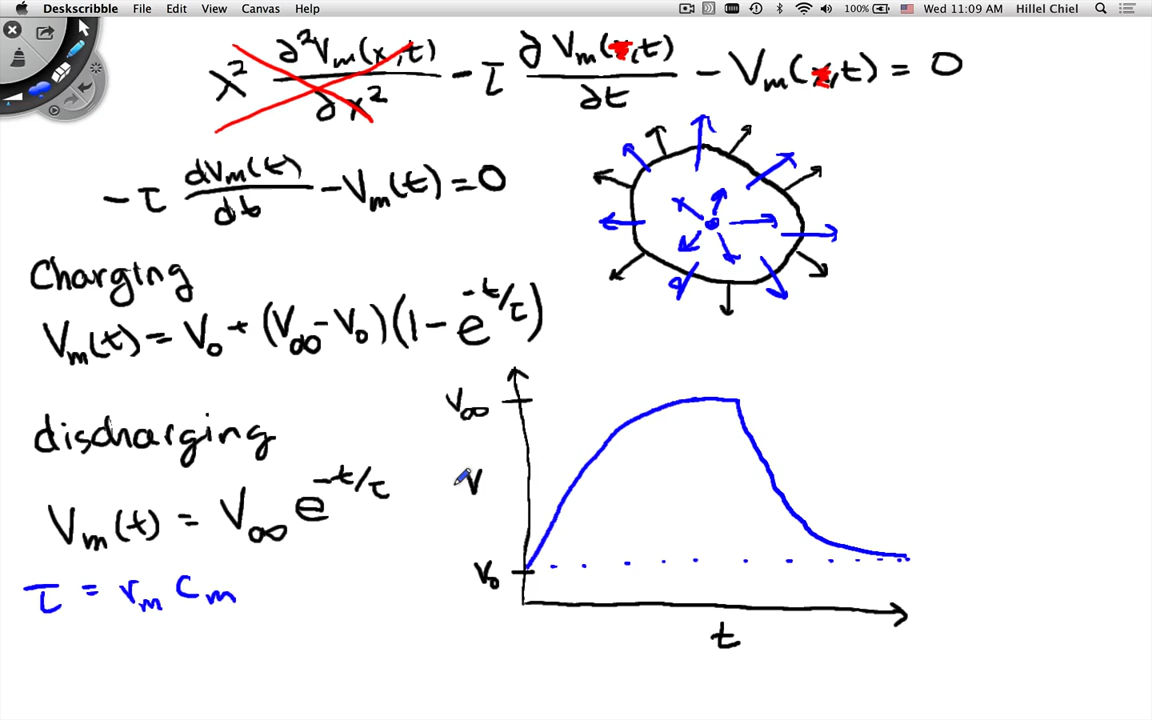 Deskscribble File Edit View Canvas Help 100% Wed 11:09 AM Hillel Chiel
λ² ∂²Vm(x,t)/∂x² - τ ∂Vm(x,t)/∂t - Vm(x,t) = 0
-τ dVm(t)/dt - Vm(t) = 0
Charging
Vm(t) = V₀ + (V∞ - V₀)(1 - e^(-t/τ))
discharging
Vm(t) = V∞ e^(-t/τ)
τ = rm cm
V∞
V
V₀
t